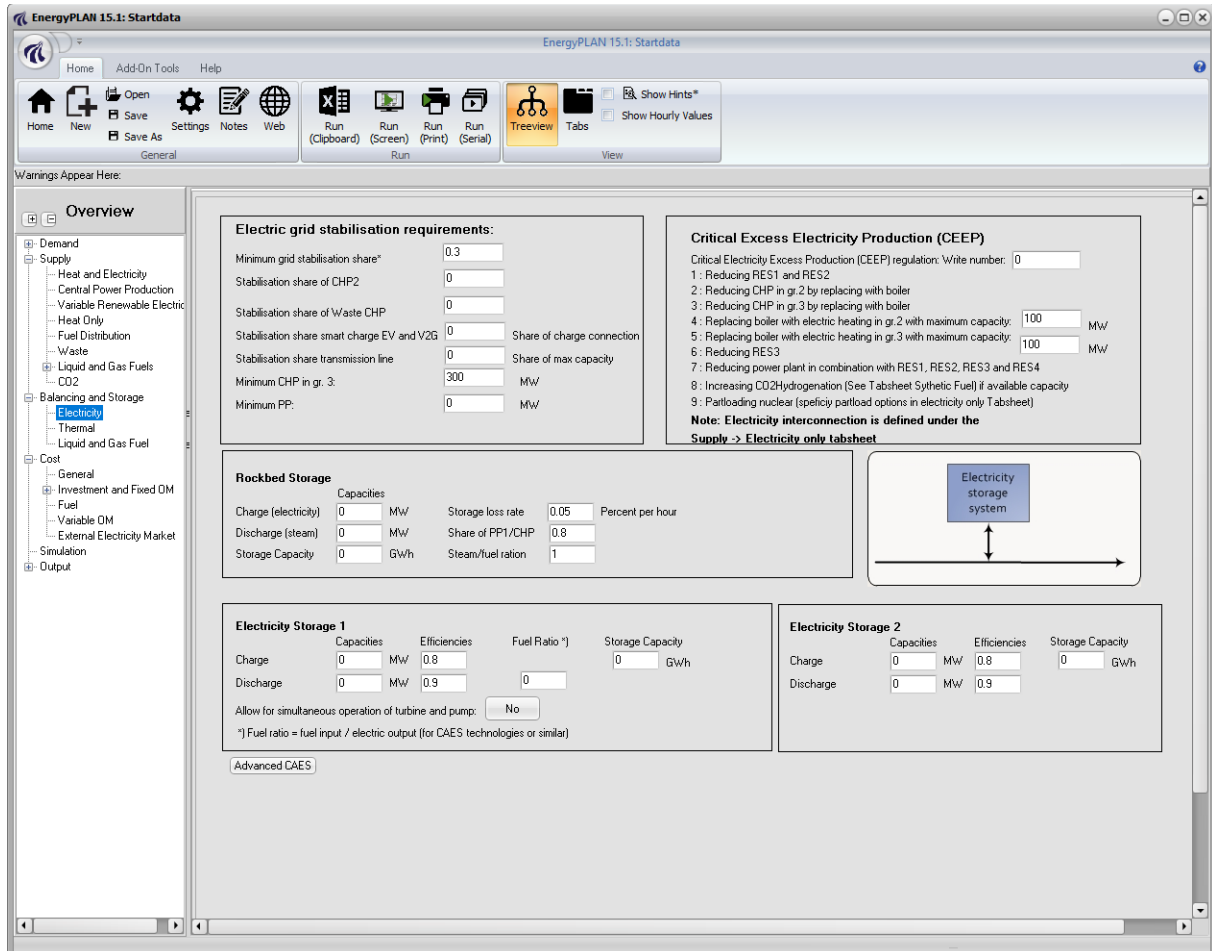 EnergyPLAN 15.1: Startdata
EnergyPLAN 15.1: Startdata
Home Add-On Tools Help
Home New Open Save Save As Settings Notes Web
General
Run (Clipboard) Run (Screen) Run (Print) Run (Serial)
Run
Treeview Tabs Show Hints* Show Hourly Values
View
Warnings Appear Here:
Overview
Demand
Supply
Heat and Electricity
Central Power Production
Variable Renewable Electric
Heat Only
Fuel Distribution
Waste
Liquid and Gas Fuels
CO2
Balancing and Storage
Electricity
Thermal
Liquid and Gas Fuel
Cost
General
Investment and Fixed OM
Fuel
Variable OM
External Electricity Market
Simulation
Output
Electric grid stabilisation requirements:
Minimum grid stabilisation share* 0.3
Stabilisation share of CHP2 0
Stabilisation share of Waste CHP 0
Stabilisation share smart charge EV and V2G 0 Share of charge connection
Stabilisation share transmission line 0 Share of max capacity
Minimum CHP in gr. 3: 300 MW
Minimum PP: 0 MW
Critical Excess Electricity Production (CEEP)
Critical Electricity Excess Production (CEEP) regulation: Write number: 0
1 : Reducing RES1 and RES2
2 : Reducing CHP in gr.2 by replacing with boiler
3 : Reducing CHP in gr.3 by replacing with boiler
4 : Replacing boiler with electric heating in gr.2 with maximum capacity: 100 MW
5 : Replacing boiler with electric heating in gr.3 with maximum capacity: 100 MW
6 : Reducing RES3
7 : Reducing power plant in combination with RES1, RES2, RES3 and RES4
8 : Increasing CO2Hydrogenation (See Tabsheet Sythetic Fuel) if available capacity
9 : Partloading nuclear (speficiy partload options in electricity only Tabsheet)
Note: Electricity interconnection is defined under the
Supply -> Electricity only tabsheet
Rockbed Storage
Capacities
Charge (electricity) 0 MW Storage loss rate 0.05 Percent per hour
Discharge (steam) 0 MW Share of PP1/CHP 0.8
Storage Capacity 0 GWh Steam/fuel ration 1
Electricity
storage
system
Electricity Storage 1
Capacities Efficiencies Fuel Ratio *) Storage Capacity
Charge 0 MW 0.8 0 GWh
Discharge 0 MW 0.9 0
Allow for simultaneous operation of turbine and pump: No
*) Fuel ratio = fuel input / electric output (for CAES technologies or similar)
Electricity Storage 2
Capacities Efficiencies Storage Capacity
Charge 0 MW 0.8 0 GWh
Discharge 0 MW 0.9
Advanced CAES